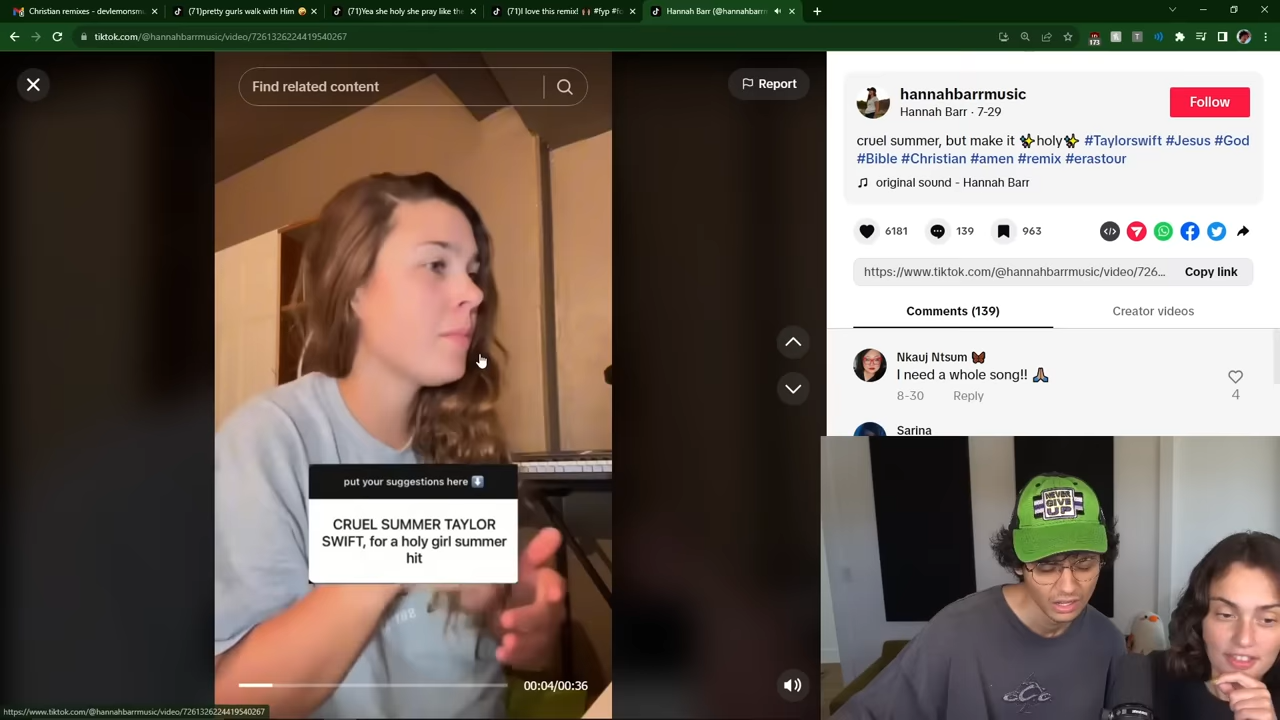 Christian remixes - devlemonsm
(71)pretty gurls walk with Him
(71)Yea she holy she pray like the
(71)I love this remix! #fyp #fo
Hannah Barr (@hannahbarrm
tiktok.com/@hannahbarrmusic/video/7261326224419540267
173
Find related content
Report
hannahbarrmusic
Hannah Barr · 7-29
Follow
cruel summer, but make it ✨holy✨ #Taylorswift #Jesus #God
#Bible #Christian #amen #remix #erastour
original sound - Hannah Barr
6181
139
963
https://www.tiktok.com/@hannahbarrmusic/video/726...
Copy link
Comments (139)
Creator videos
Nkauj Ntsum 🦋
I need a whole song!! 🙏🏽
4
8-30
Reply
Sarina
put your suggestions here ⬇️
CRUEL SUMMER TAYLOR
SWIFT, for a holy girl summer
hit
NEVER
GIVE
UP
00:04/00:36
https://www.tiktok.com/@hannahbarrmusic/video/7261326224419540267